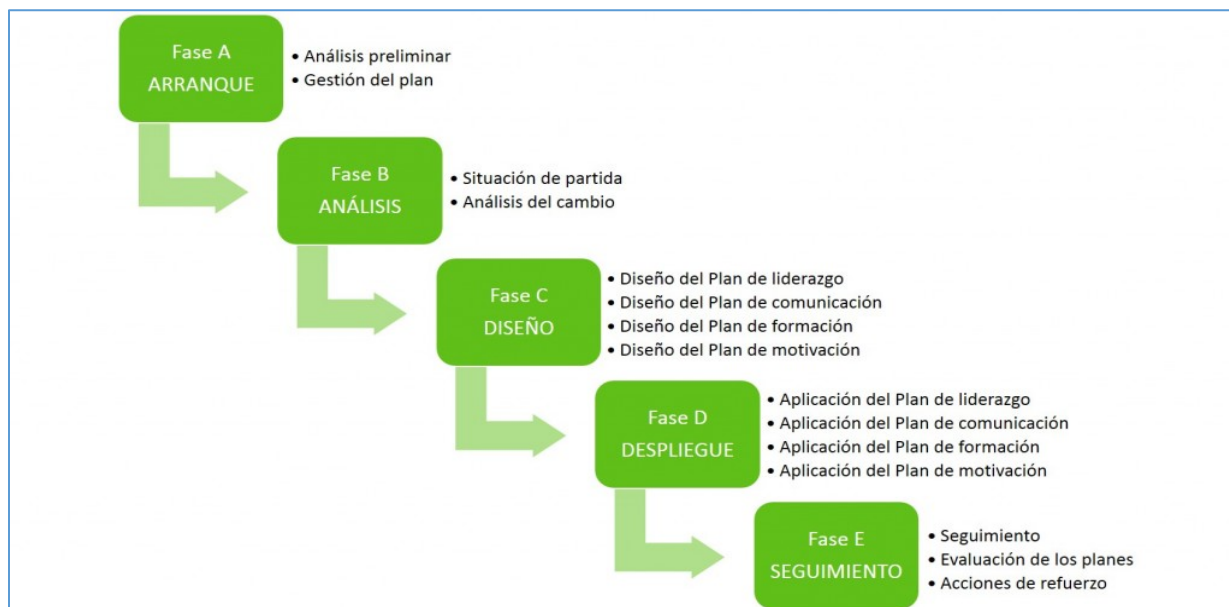 Fase A
ARRANQUE
• Análisis preliminar
• Gestión del plan
Fase B
ANÁLISIS
• Situación de partida
• Análisis del cambio
Fase C
DISEÑO
• Diseño del Plan de liderazgo
• Diseño del Plan de comunicación
• Diseño del Plan de formación
• Diseño del Plan de motivación
Fase D
DESPLIEGUE
• Aplicación del Plan de liderazgo
• Aplicación del Plan de comunicación
• Aplicación del Plan de formación
• Aplicación del Plan de motivación
Fase E
SEGUIMIENTO
• Seguimiento
• Evaluación de los planes
• Acciones de refuerzo